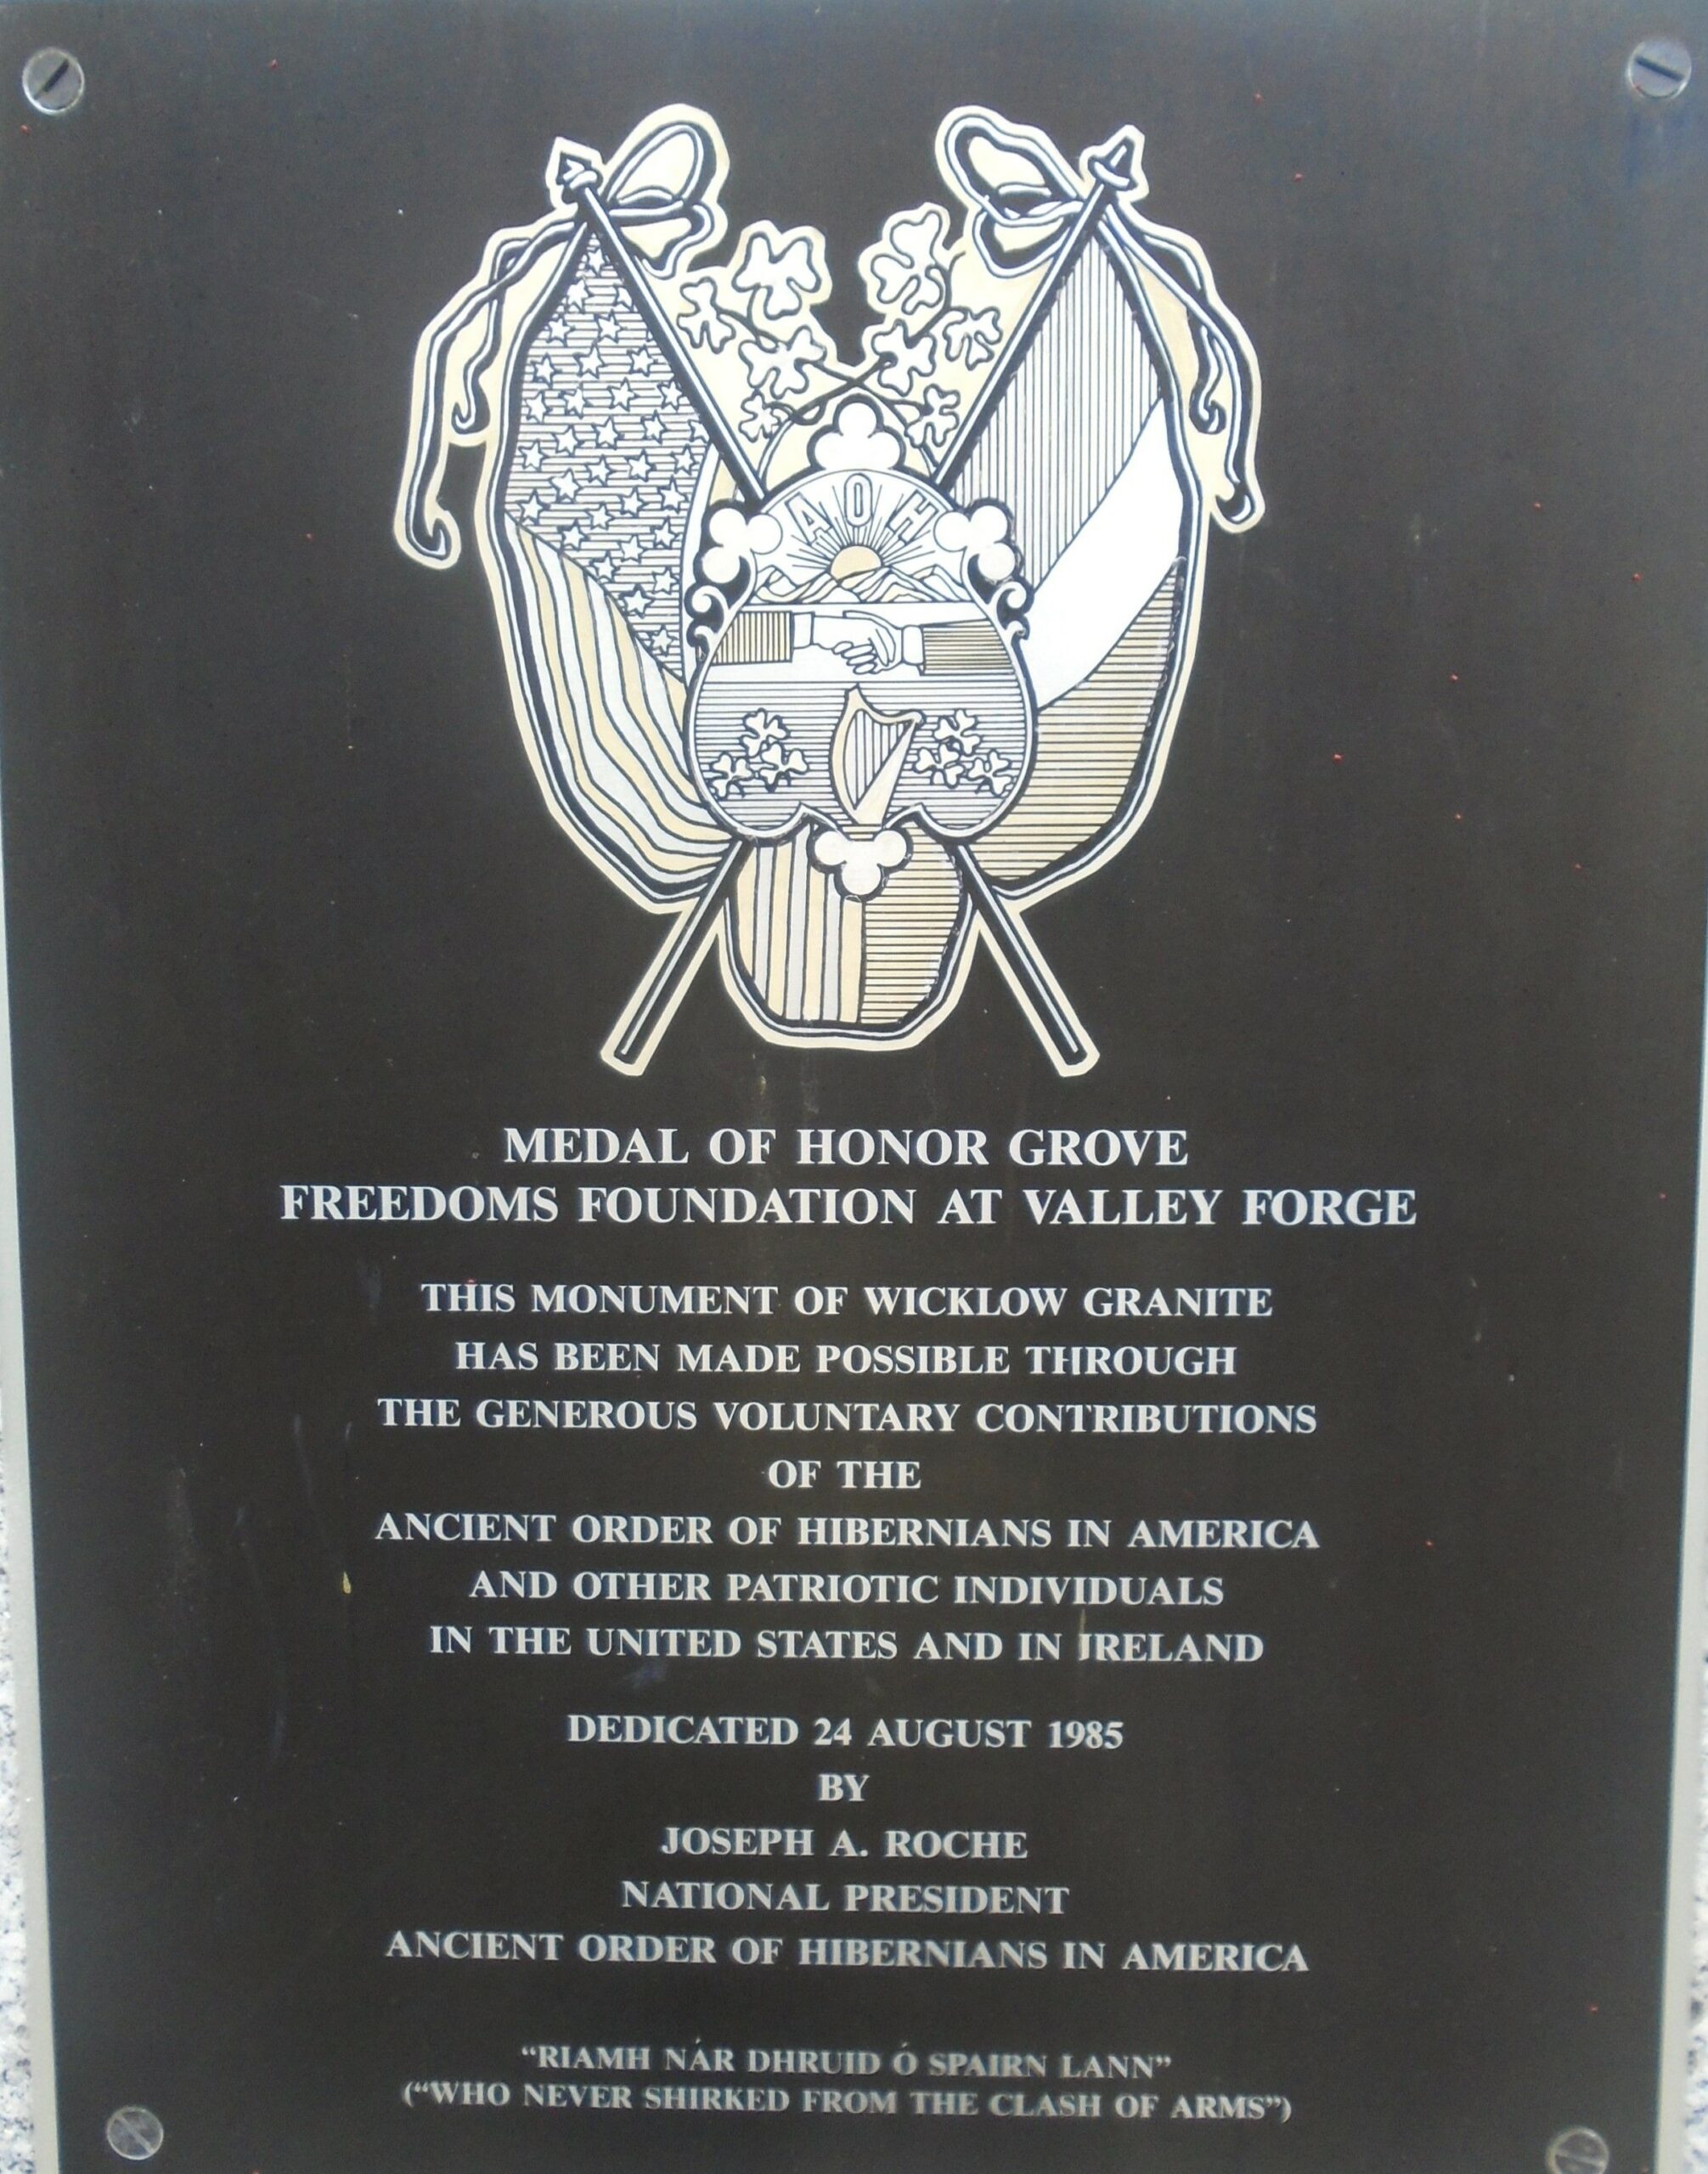 AOH
MEDAL OF HONOR GROVE
FREEDOMS FOUNDATION AT VALLEY FORGE
THIS MONUMENT OF WICKLOW GRANITE
HAS BEEN MADE POSSIBLE THROUGH
THE GENEROUS VOLUNTARY CONTRIBUTIONS
OF THE
ANCIENT ORDER OF HIBERNIANS IN AMERICA
AND OTHER PATRIOTIC INDIVIDUALS
IN THE UNITED STATES AND IN IRELAND
DEDICATED 24 AUGUST 1985
BY
JOSEPH A. ROCHE
NATIONAL PRESIDENT
ANCIENT ORDER OF HIBERNIANS IN AMERICA
“RIAMH NÁR DHRUID Ó SPAIRN LANN”
(“WHO NEVER SHIRKED FROM THE CLASH OF ARMS”)